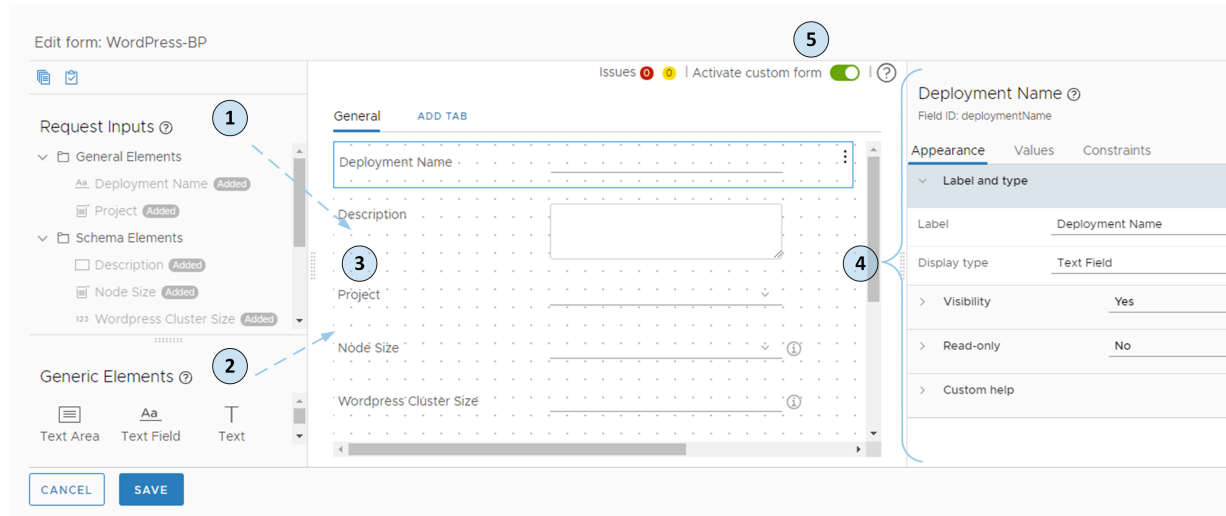 Edit form: WordPress-BP
5
Issues 0 0 | Activate custom form | ?
Request Inputs ?
1
General Elements
Aa Deployment Name Added
Project Added
Schema Elements
Description Added
Node Size Added
123 Wordpress Cluster Size Added
2
Generic Elements ?
Text Area
Aa Text Field
T Text
General ADD TAB
Deployment Name
Description
3
Project
Node Size
Wordpress Cluster Size
4
Deployment Name ?
Field ID: deploymentName
Appearance Values Constraints
Label and type
Label Deployment Name
Display type Text Field
Visibility Yes
Read-only No
Custom help
CANCEL SAVE